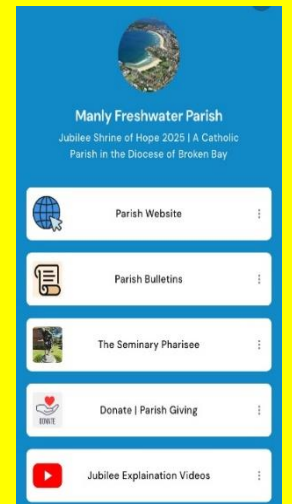 Manly Freshwater Parish
Jubilee Shrine of Hope 2025 | A Catholic
Parish in the Diocese of Broken Bay
Parish Website
Parish Bulletins
The Seminary Pharisee
DONATE
Donate | Parish Giving
Jubilee Explaination Videos